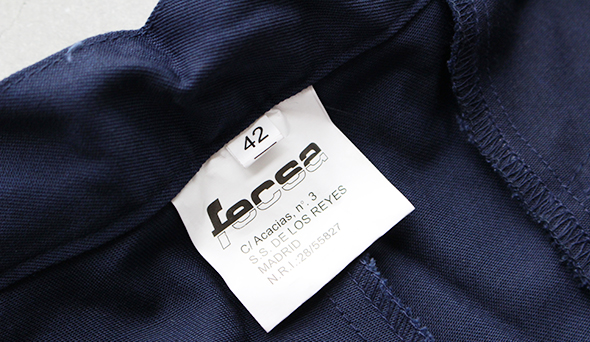 42
fecsa
C/ Acacias, nº. 3
S.S. DE LOS REYES
MADRID
N.R.I.:28/55827